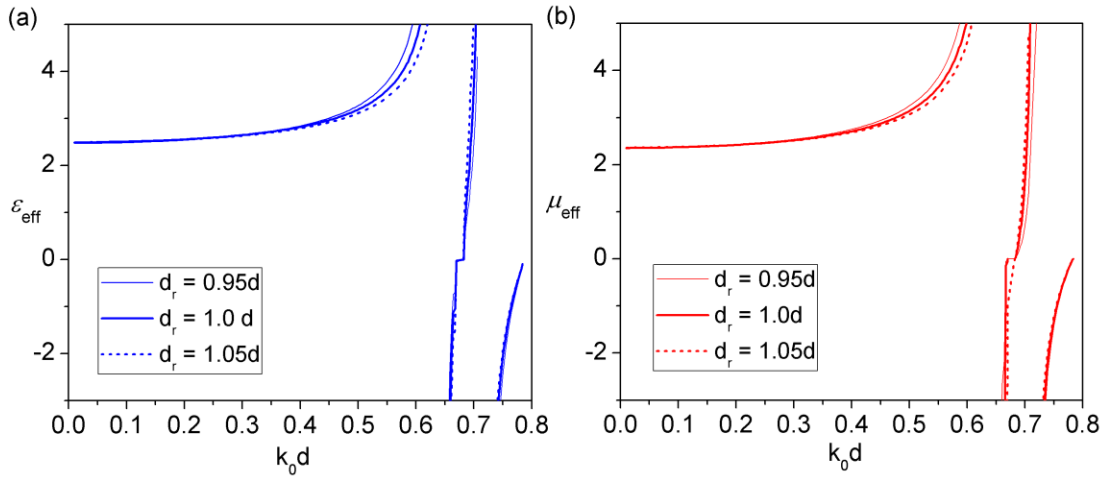 (a)
4
2
0
-2
ε_eff
d_r = 0.95d
d_r = 1.0 d
d_r = 1.05d
0.0 0.1 0.2 0.3 0.4 0.5 0.6 0.7 0.8
k_0d
(b)
4
2
0
-2
μ_eff
d_r = 0.95d
d_r = 1.0d
d_r = 1.05d
0.0 0.1 0.2 0.3 0.4 0.5 0.6 0.7 0.8
k_0d